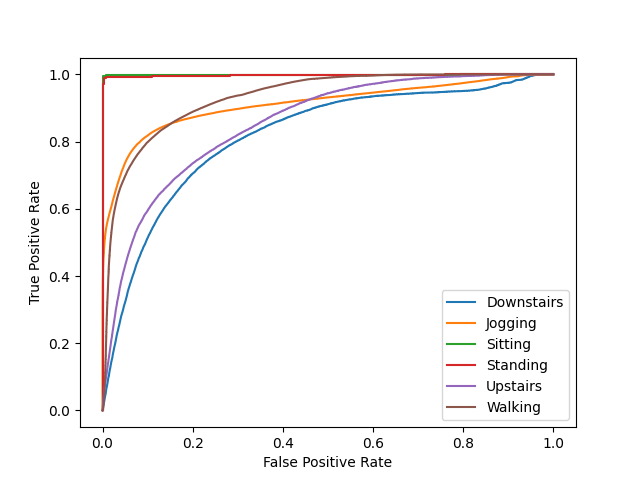 1.0
0.8
0.6
0.4
0.2
0.0
True Positive Rate
0.0 0.2 0.4 0.6 0.8 1.0
False Positive Rate
Downstairs
Jogging
Sitting
Standing
Upstairs
Walking